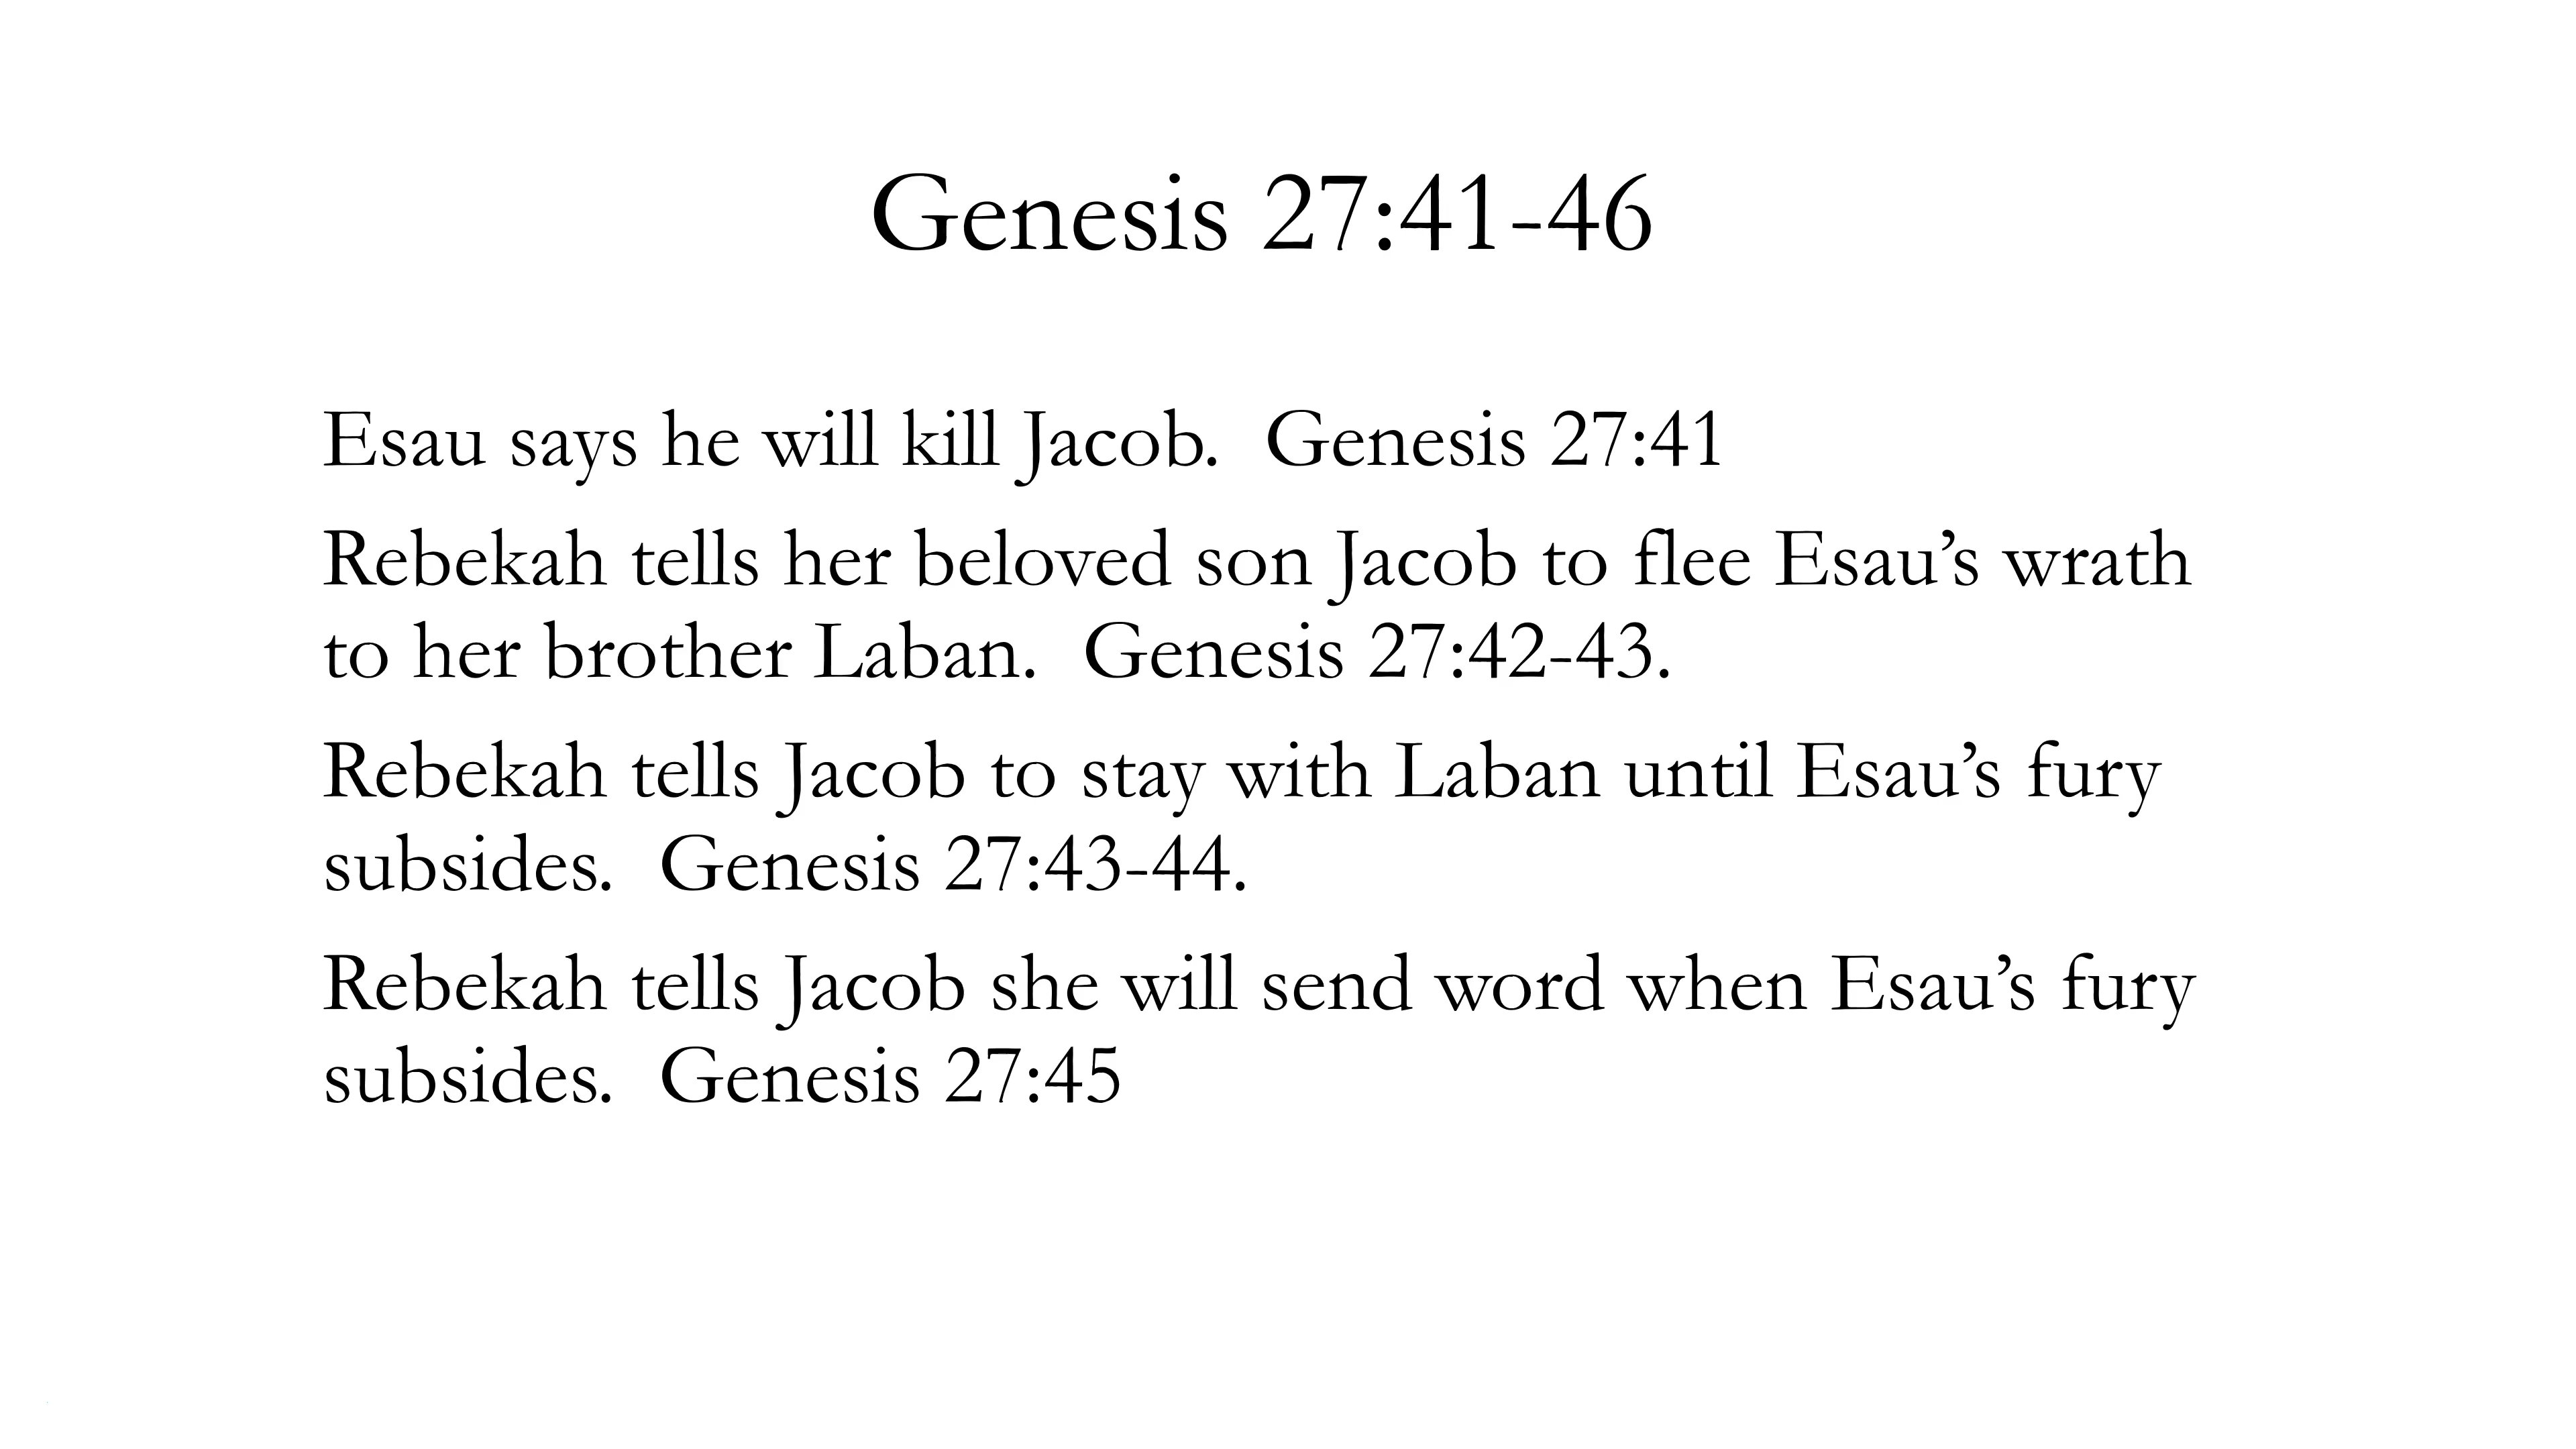 Genesis 27:41-46
Esau says he will kill Jacob.  Genesis 27:41
Rebekah tells her beloved son Jacob to flee Esau’s wrath
to her brother Laban.  Genesis 27:42-43.
Rebekah tells Jacob to stay with Laban until Esau’s fury
subsides.  Genesis 27:43-44.
Rebekah tells Jacob she will send word when Esau’s fury
subsides.  Genesis 27:45